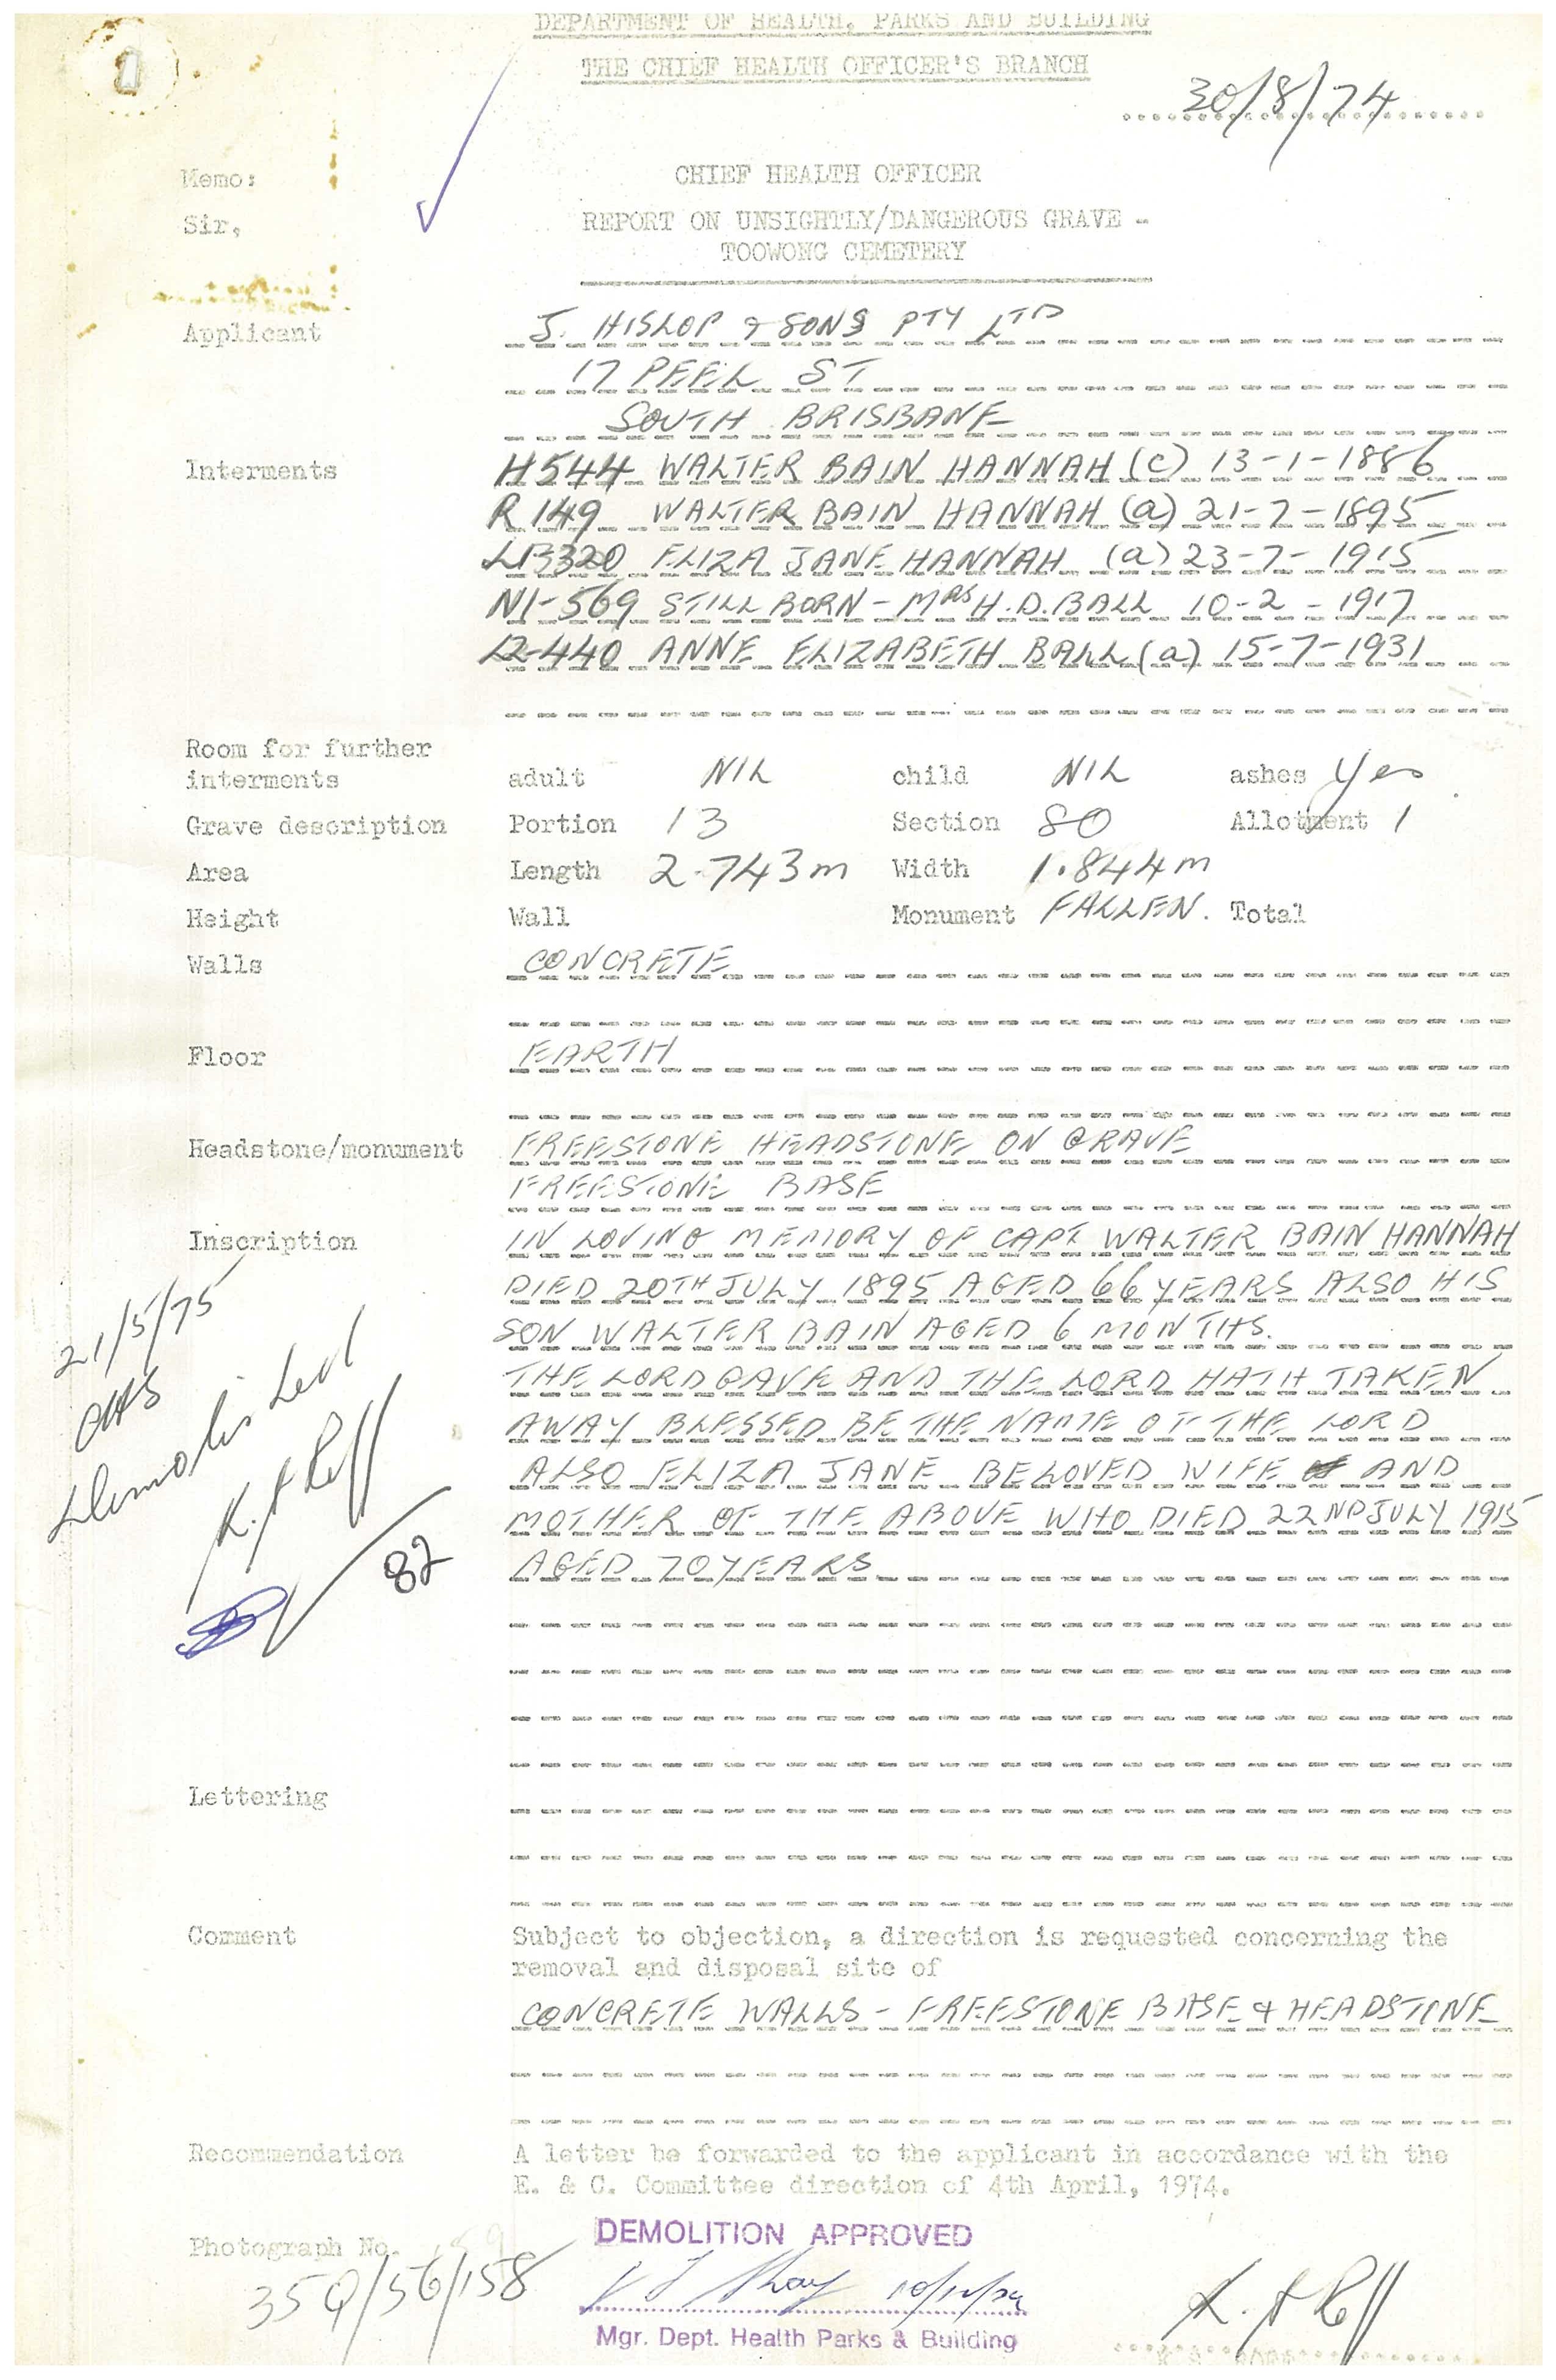 DEPARTMENT OF HEALTH, PARKS AND BUILDING
THE CHIEF HEALTH OFFICER'S BRANCH
30/8/74
Memo: CHIEF HEALTH OFFICER
Sir, REPORT ON UNSIGHTLY/DANGEROUS GRAVE -
TOOWONG CEMETERY
Applicant J. HISLOP & SONS PTY LTD
17 PEEL ST
SOUTH BRISBANE
Interments H544 WALTER BAIN HANNAH (C) 13-1-1886
R149 WALTER BAIN HANNAH (a) 21-7-1895
LB320 ELIZA JANE HANNAH (a) 23-7-1915
N1-569 STILL BORN - MRS H.D. BALL 10-2-1917
12-440 ANNE ELIZABETH BALL (a) 15-7-1931
Room for further
interments adult NIL child NIL ashes Yes
Grave description Portion 13 Section 80 Allotment 1
Area Length 2.743m Width 1.844m
Height Wall Monument FALLEN. Total
Walls CONCRETE
Floor EARTH
Headstone/monument FREESTONE HEADSTONE ON GRAVE
FREESTONE BASE
Inscription IN LOVING MEMORY OF CAPT WALTER BAIN HANNAH
DIED 20TH JULY 1895 AGED 66 YEARS ALSO HIS
SON WALTER BAIN AGED 6 MONTHS.
THE LORD GAVE AND THE LORD HATH TAKEN
AWAY BLESSED BE THE NAME OF THE LORD
ALSO ELIZA JANE BELOVED WIFE AND
MOTHER OF THE ABOVE WHO DIED 22ND JULY 1915
AGED 70 YEARS
21/5/75
82
Lettering
Comment Subject to objection, a direction is requested concerning the
removal and disposal site of
CONCRETE WALLS - FREESTONE BASE & HEADSTONE
Recommendation A letter be forwarded to the applicant in accordance with the
E. & C. Committee direction of 4th April, 1974.
Photograph No.
35Q/56/158
DEMOLITION APPROVED
Mgr. Dept. Health Parks & Building